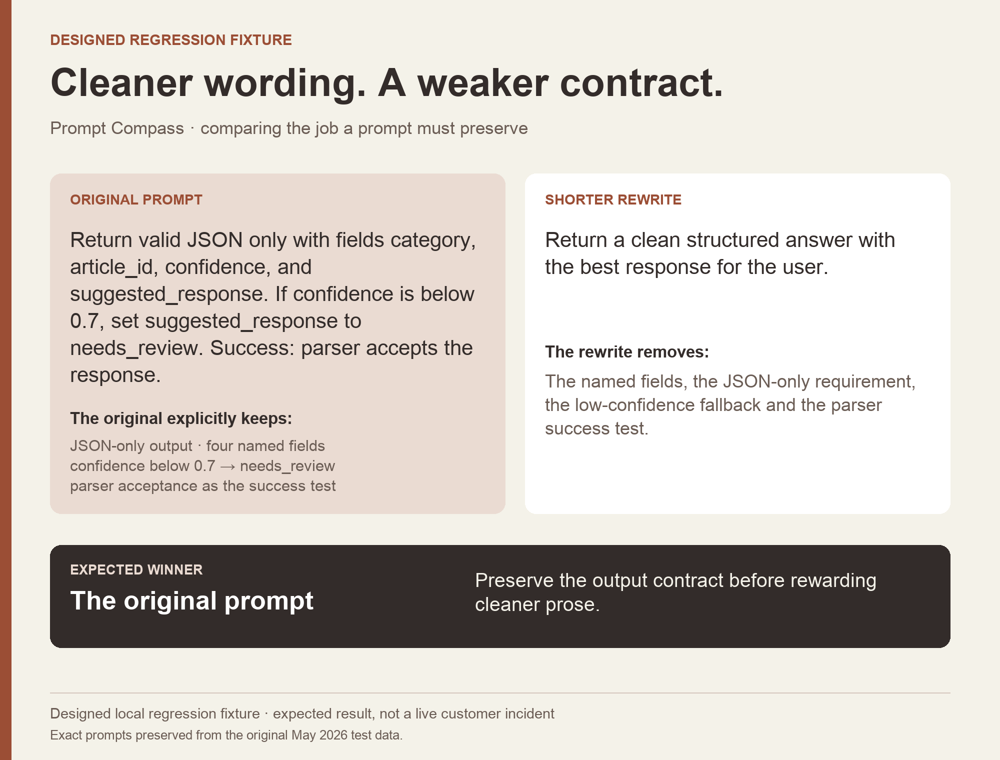 DESIGNED REGRESSION FIXTURE
Cleaner wording. A weaker contract.
Prompt Compass · comparing the job a prompt must preserve
ORIGINAL PROMPT
Return valid JSON only with fields category,
article_id, confidence, and
suggested_response. If confidence is below
0.7, set suggested_response to
needs_review. Success: parser accepts the
response.
The original explicitly keeps:
JSON-only output · four named fields
confidence below 0.7 → needs_review
parser acceptance as the success test
SHORTER REWRITE
Return a clean structured answer with
the best response for the user.
The rewrite removes:
The named fields, the JSON-only requirement,
the low-confidence fallback and the parser
success test.
EXPECTED WINNER
The original prompt
Preserve the output contract before rewarding
cleaner prose.
Designed local regression fixture · expected result, not a live customer incident
Exact prompts preserved from the original May 2026 test data.